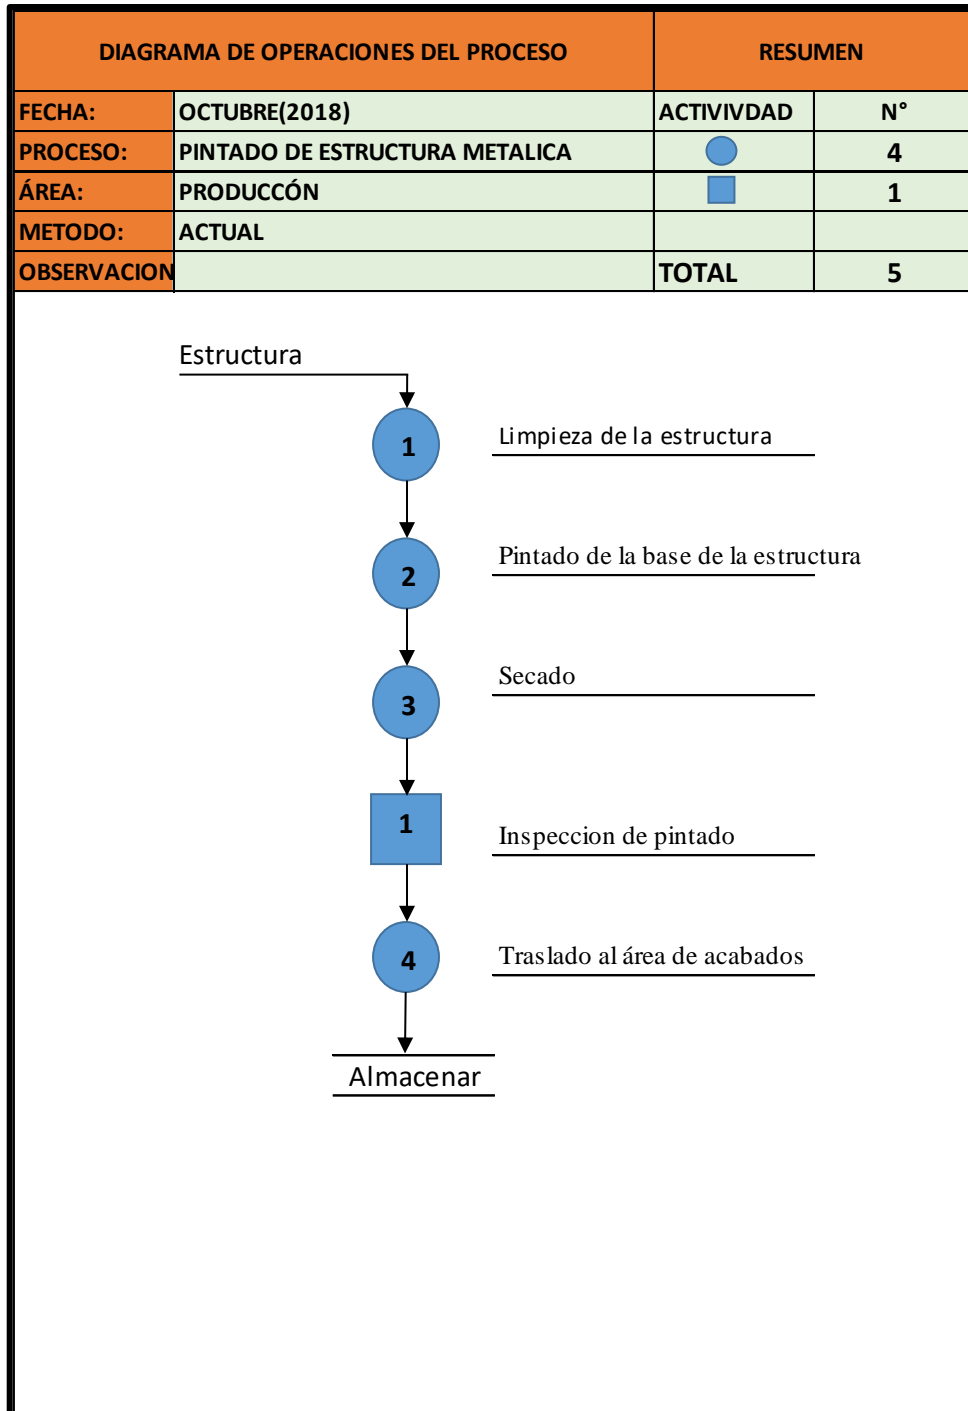 DIAGRAMA DE OPERACIONES DEL PROCESO RESUMEN
FECHA: OCTUBRE(2018) ACTIVIVDAD N°
PROCESO: PINTADO DE ESTRUCTURA METALICA 4
ÁREA: PRODUCCÓN 1
METODO: ACTUAL
OBSERVACION TOTAL 5
Estructura
1 Limpieza de la estructura
2 Pintado de la base de la estructura
3 Secado
1 Inspeccion de pintado
4 Traslado al área de acabados
Almacenar